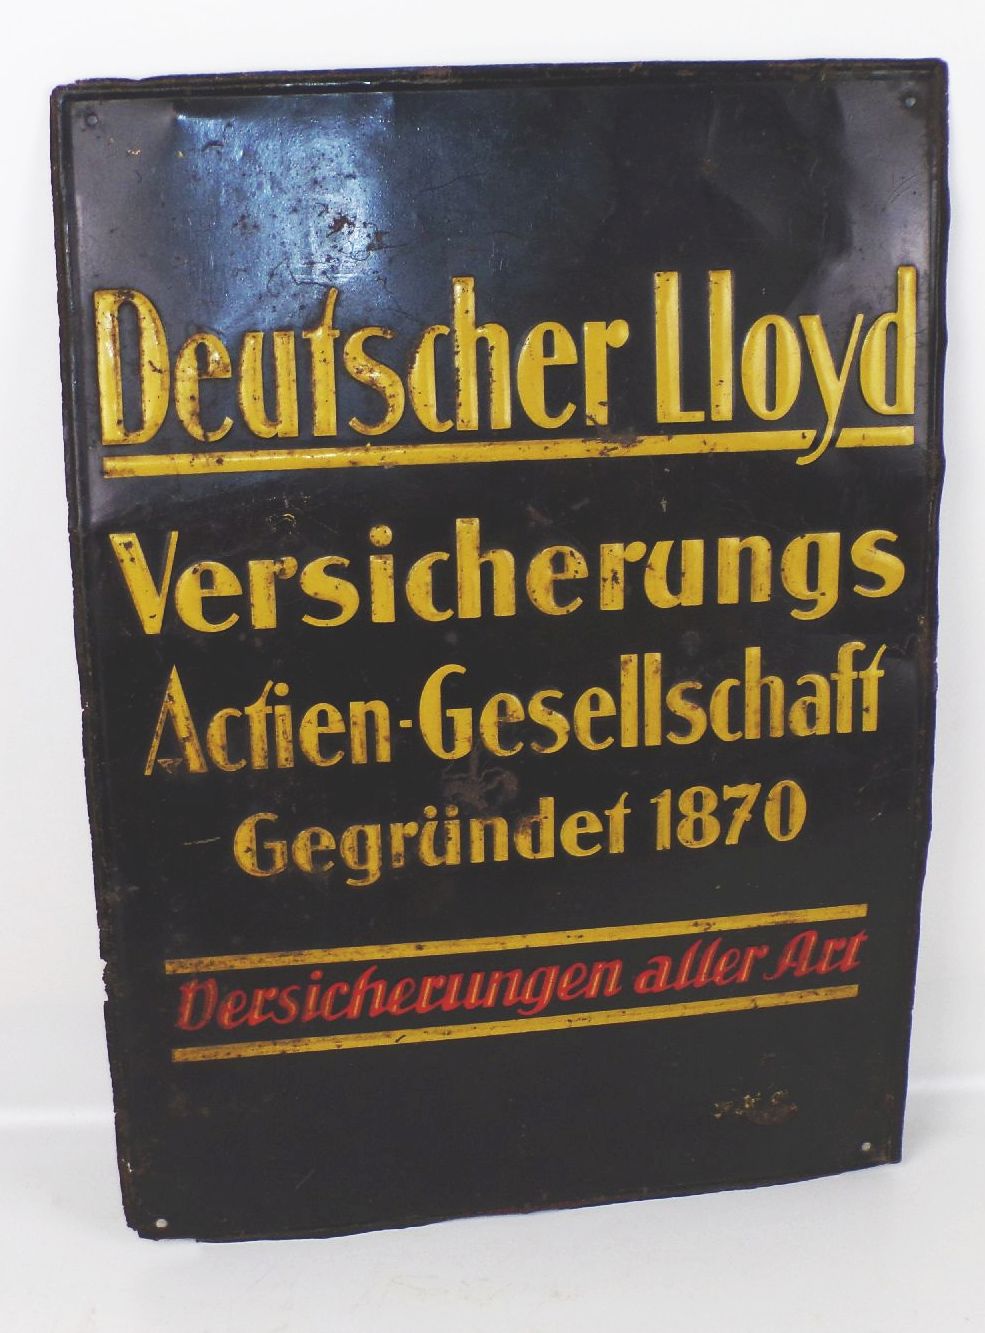 Deutscher Lloyd
Versicherungs
Actien-Gesellschaft
Gegründet 1870
Versicherungen aller Art